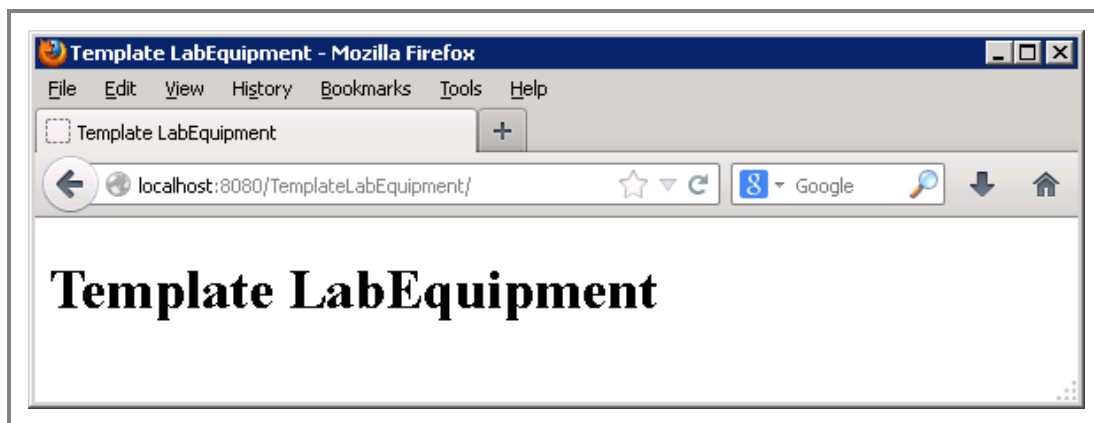 Template LabEquipment - Mozilla Firefox
File Edit View History Bookmarks Tools Help
Template LabEquipment +
localhost:8080/TemplateLabEquipment/ 8 Google
Template LabEquipment